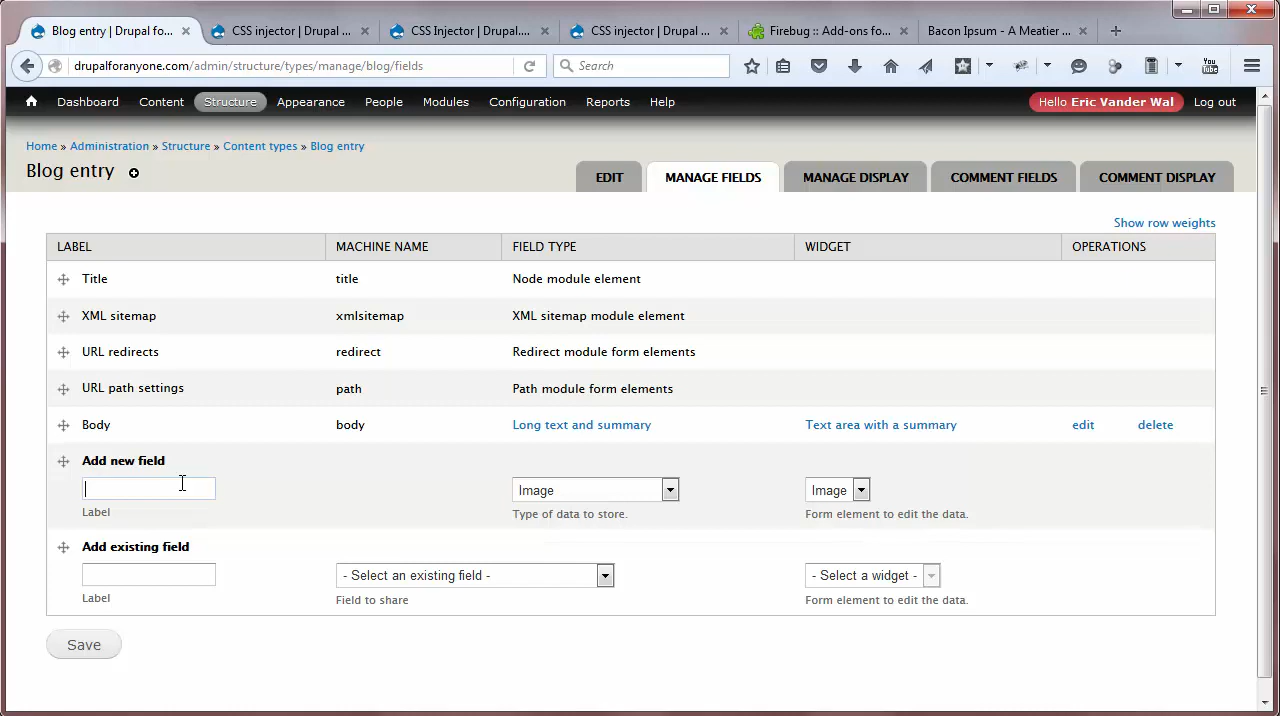 Blog entry | Drupal fo...
CSS injector | Drupal ...
CSS Injector | Drupal....
CSS injector | Drupal ...
Firebug :: Add-ons fo...
Bacon Ipsum - A Meatier ...
drupalforanyone.com/admin/structure/types/manage/blog/fields
Search
You Tube
Dashboard Content Structure Appearance People Modules Configuration Reports Help
Hello Eric Vander Wal Log out
Home » Administration » Structure » Content types » Blog entry
Blog entry
EDIT MANAGE FIELDS MANAGE DISPLAY COMMENT FIELDS COMMENT DISPLAY
Show row weights
LABEL MACHINE NAME FIELD TYPE WIDGET OPERATIONS
Title title Node module element
XML sitemap xmlsitemap XML sitemap module element
URL redirects redirect Redirect module form elements
URL path settings path Path module form elements
Body body Long text and summary Text area with a summary edit delete
Add new field
Image Image
Label Type of data to store. Form element to edit the data.
Add existing field
- Select an existing field - - Select a widget -
Label Field to share Form element to edit the data.
Save